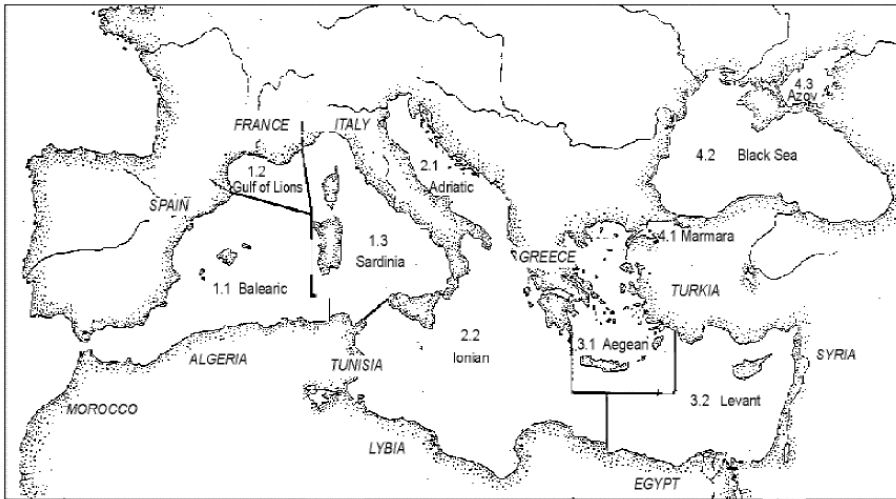 4.3
Azov
FRANCE
ITALY
4.2 Black Sea
2.1
Adriatic
1.2
Gulf of Lions
SPAIN
1.3
Sardinia
4.1 Marmara
GREECE
1.1 Balearic
TURKIA
2.2
Ionian
3.1 Aegean
ALGERIA
TUNISIA
SYRIA
3.2 Levant
MOROCCO
LYBIA
EGYPT